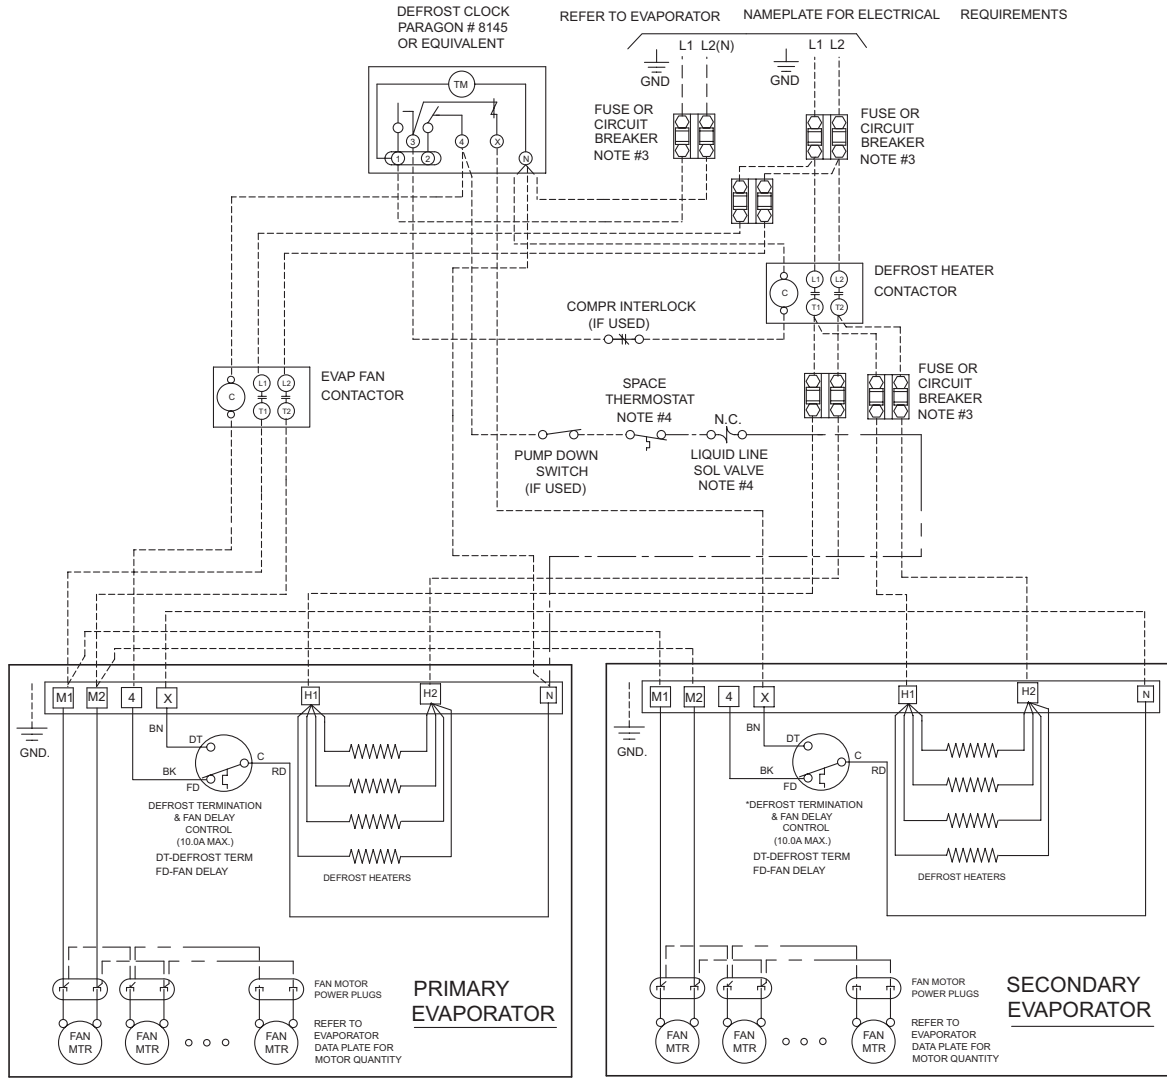 DEFROST CLOCK
PARAGON # 8145
OR EQUIVALENT
REFER TO EVAPORATOR NAMEPLATE FOR ELECTRICAL REQUIREMENTS
L1 L2(N)
L1 L2
GND
GND
TM
3
4
X
1
2
N
FUSE OR
CIRCUIT
BREAKER
NOTE #3
FUSE OR
CIRCUIT
BREAKER
NOTE #3
DEFROST HEATER
CONTACTOR
C
L1
L2
T1
T2
COMPR INTERLOCK
(IF USED)
EVAP FAN
CONTACTOR
C
L1
L2
T1
T2
SPACE
THERMOSTAT
NOTE #4
FUSE OR
CIRCUIT
BREAKER
NOTE #3
N.C.
PUMP DOWN
SWITCH
(IF USED)
LIQUID LINE
SOL VALVE
NOTE #4
M1
M2
4
X
H1
H2
N
GND.
BN
DT
C
BK
RD
FD
DEFROST TERMINATION
& FAN DELAY
CONTROL
(10.0A MAX.)
DT-DEFROST TERM
FD-FAN DELAY
DEFROST HEATERS
FAN MOTOR
POWER PLUGS
PRIMARY
EVAPORATOR
FAN
MTR
FAN
MTR
FAN
MTR
REFER TO
EVAPORATOR
DATA PLATE FOR
MOTOR QUANTITY
M1
M2
4
X
H1
H2
N
GND.
BN
DT
C
BK
RD
FD
*DEFROST TERMINATION
& FAN DELAY
CONTROL
(10.0A MAX.)
DT-DEFROST TERM
FD-FAN DELAY
DEFROST HEATERS
FAN MOTOR
POWER PLUGS
SECONDARY
EVAPORATOR
FAN
MTR
FAN
MTR
FAN
MTR
REFER TO
EVAPORATOR
DATA PLATE FOR
MOTOR QUANTITY